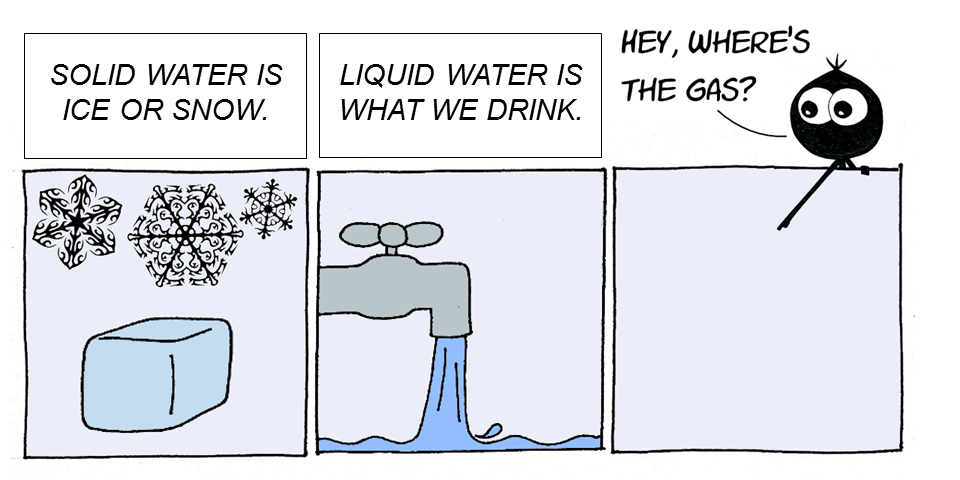 SOLID WATER IS
ICE OR SNOW.
LIQUID WATER IS
WHAT WE DRINK.
HEY, WHERE'S
THE GAS?